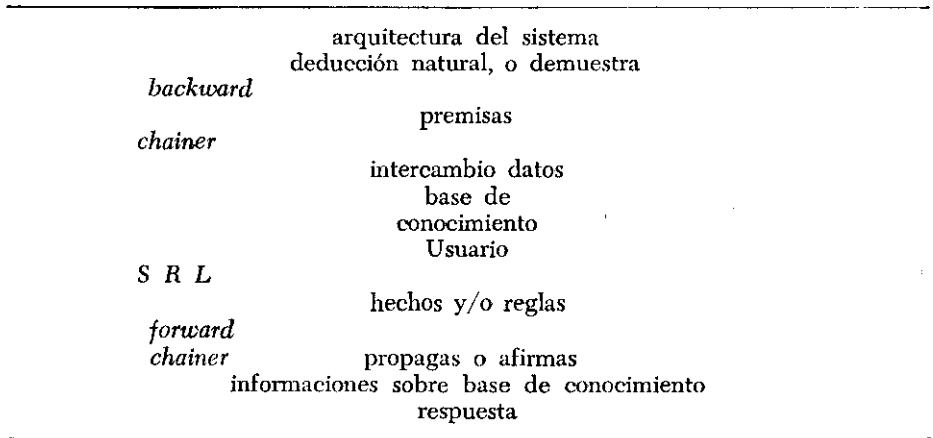 arquitectura del sistema
deducción natural, o demuestra
backward
premisas
chainer
intercambio datos
base de
conocimiento
Usuario
S R L
hechos y/o reglas
forward
chainer propagas o afirmas
informaciones sobre base de conocimiento
respuesta